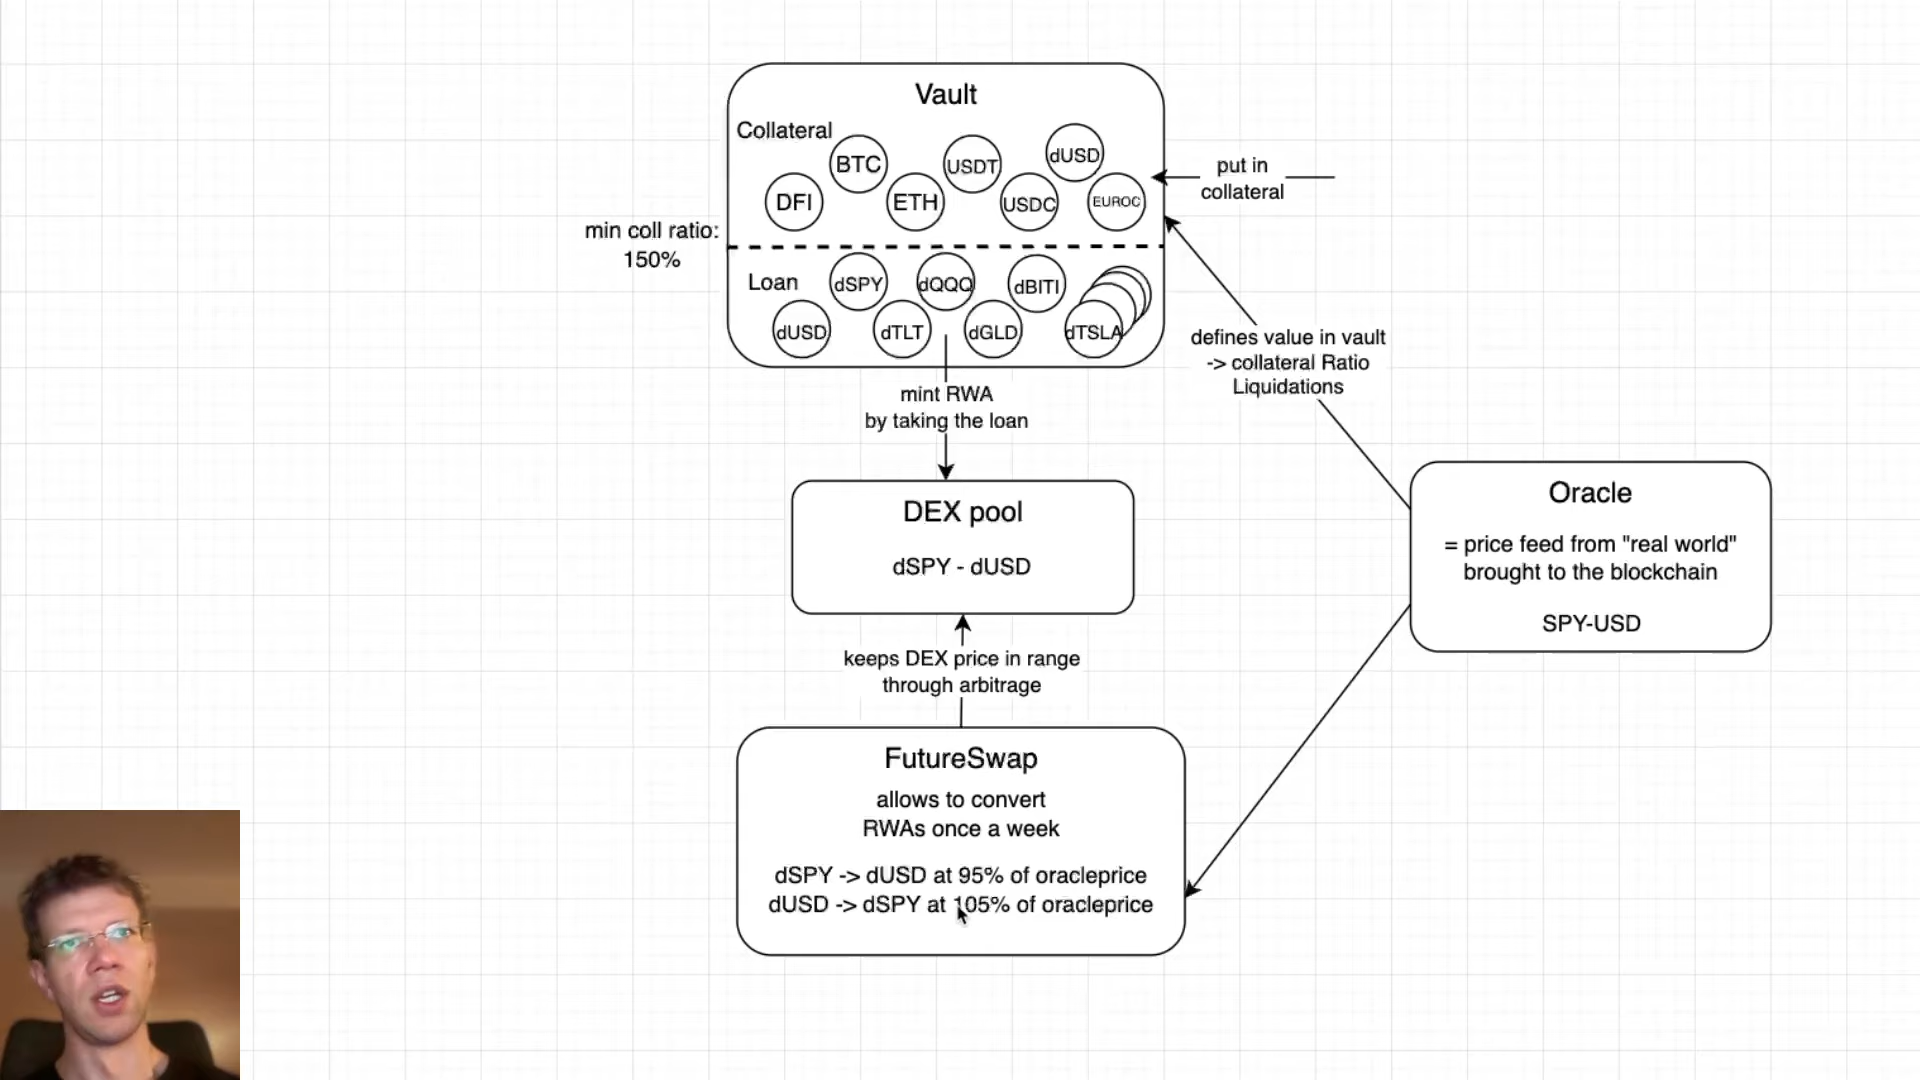 Vault
Collateral
BTC
USDT
dUSD
DFI
ETH
USDC
EUROC
put in
collateral
min coll ratio:
150%
Loan
dSPY
dQQQ
dBITI
dUSD
dTLT
dGLD
dTSLA
defines value in vault
-> collateral Ratio
Liquidations
mint RWA
by taking the loan
DEX pool
dSPY - dUSD
Oracle
= price feed from "real world"
brought to the blockchain
SPY-USD
keeps DEX price in range
through arbitrage
FutureSwap
allows to convert
RWAs once a week
dSPY -> dUSD at 95% of oracleprice
dUSD -> dSPY at 105% of oracleprice